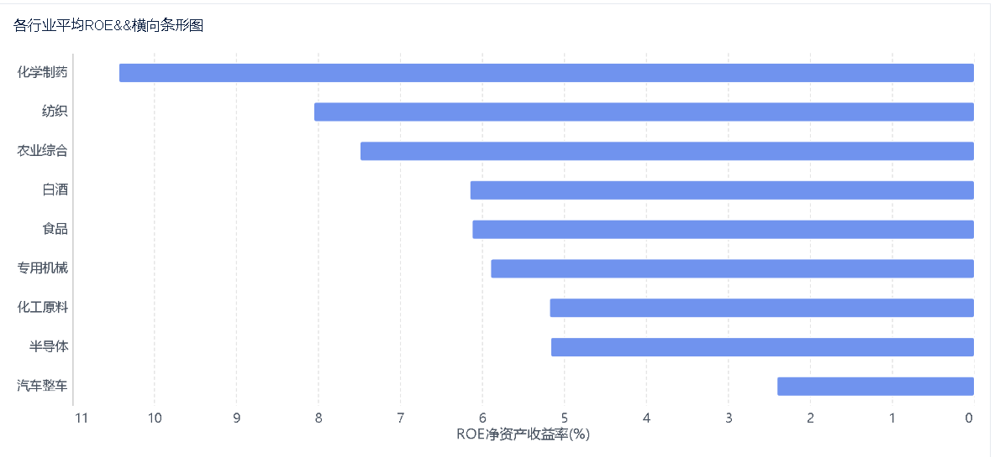 各行业平均ROE&&横向条形图
化学制药
纺织
农业综合
白酒
食品
专用机械
化工原料
半导体
汽车整车
11 10 9 8 7 6 5 4 3 2 1 0
ROE净资产收益率(%)